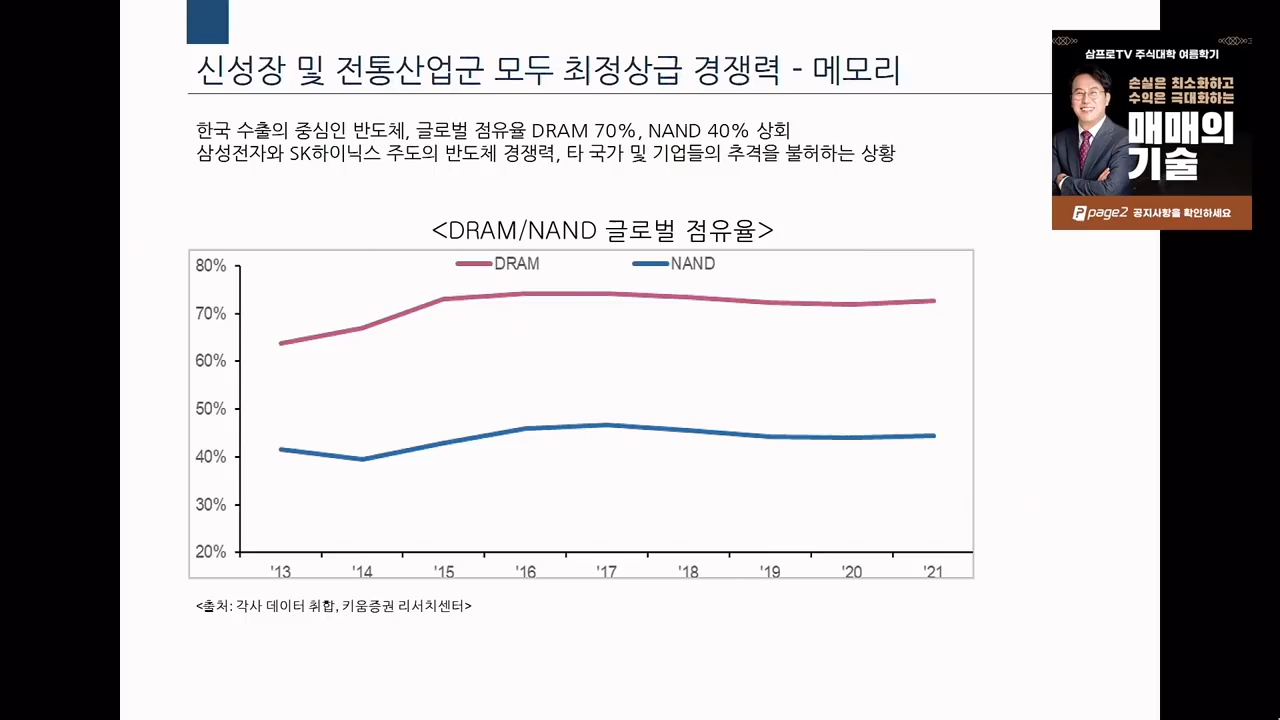 신성장 및 전통산업군 모두 최정상급 경쟁력 - 메모리
한국 수출의 중심인 반도체, 글로벌 점유율 DRAM 70%, NAND 40% 상회
삼성전자와 SK하이닉스 주도의 반도체 경쟁력, 타 국가 및 기업들의 추격을 불허하는 상황
<DRAM/NAND 글로벌 점유율>
DRAM NAND
80%
70%
60%
50%
40%
30%
20%
'13 '14 '15 '16 '17 '18 '19 '20 '21
<출처: 각사 데이터 취합, 키움증권 리서치센터>
삼프로TV 주식대학 여름학기
손실은 최소화하고
수익은 극대화하는
매매의
기술
page2 공지사항을 확인하세요